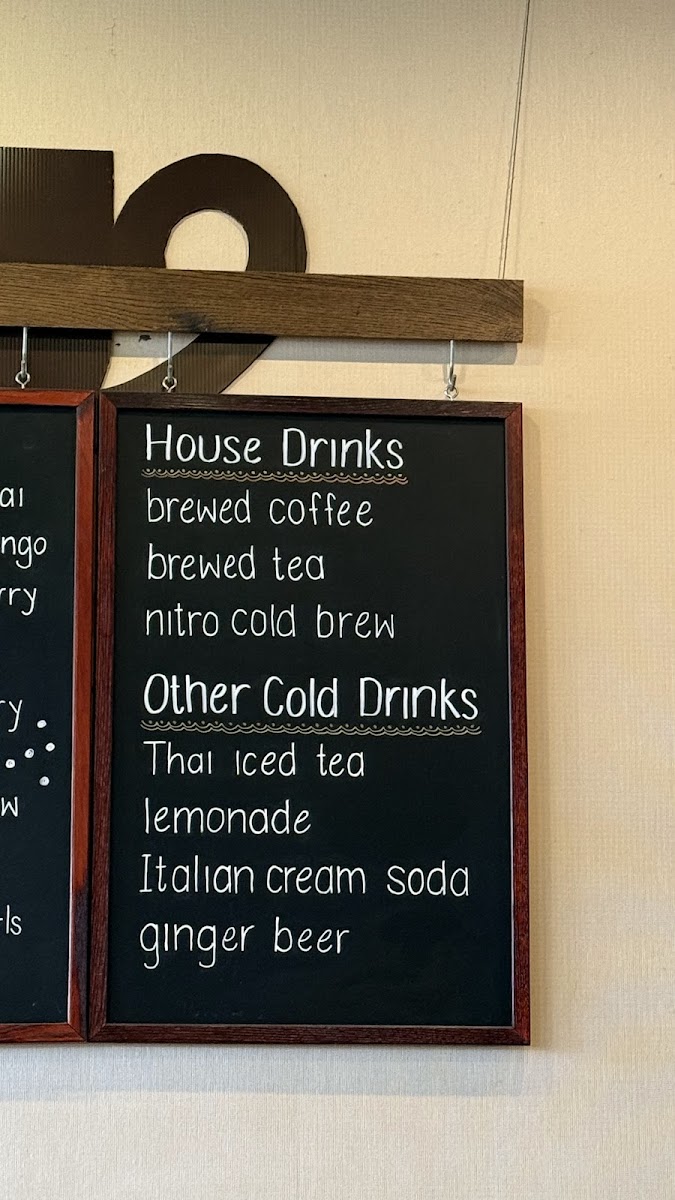 House Drinks
brewed coffee
brewed tea
nitro cold brew
Other Cold Drinks
Thai iced tea
lemonade
Italian cream soda
ginger beer